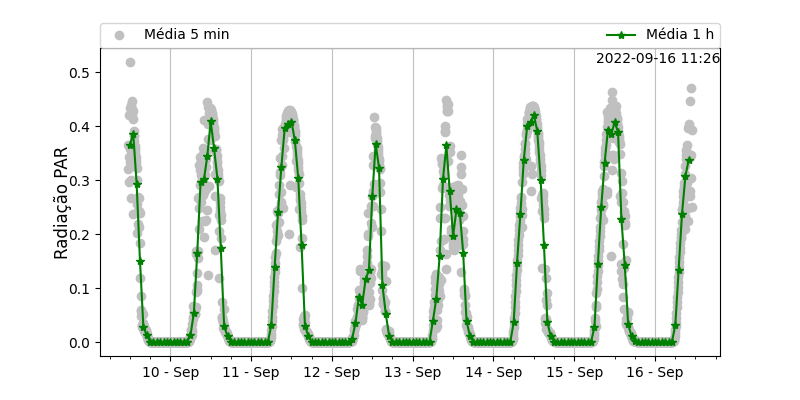 Média 5 min
Média 1 h
2022-09-16 11:26
Radiação PAR
0.5
0.4
0.3
0.2
0.1
0.0
10 - Sep
11 - Sep
12 - Sep
13 - Sep
14 - Sep
15 - Sep
16 - Sep